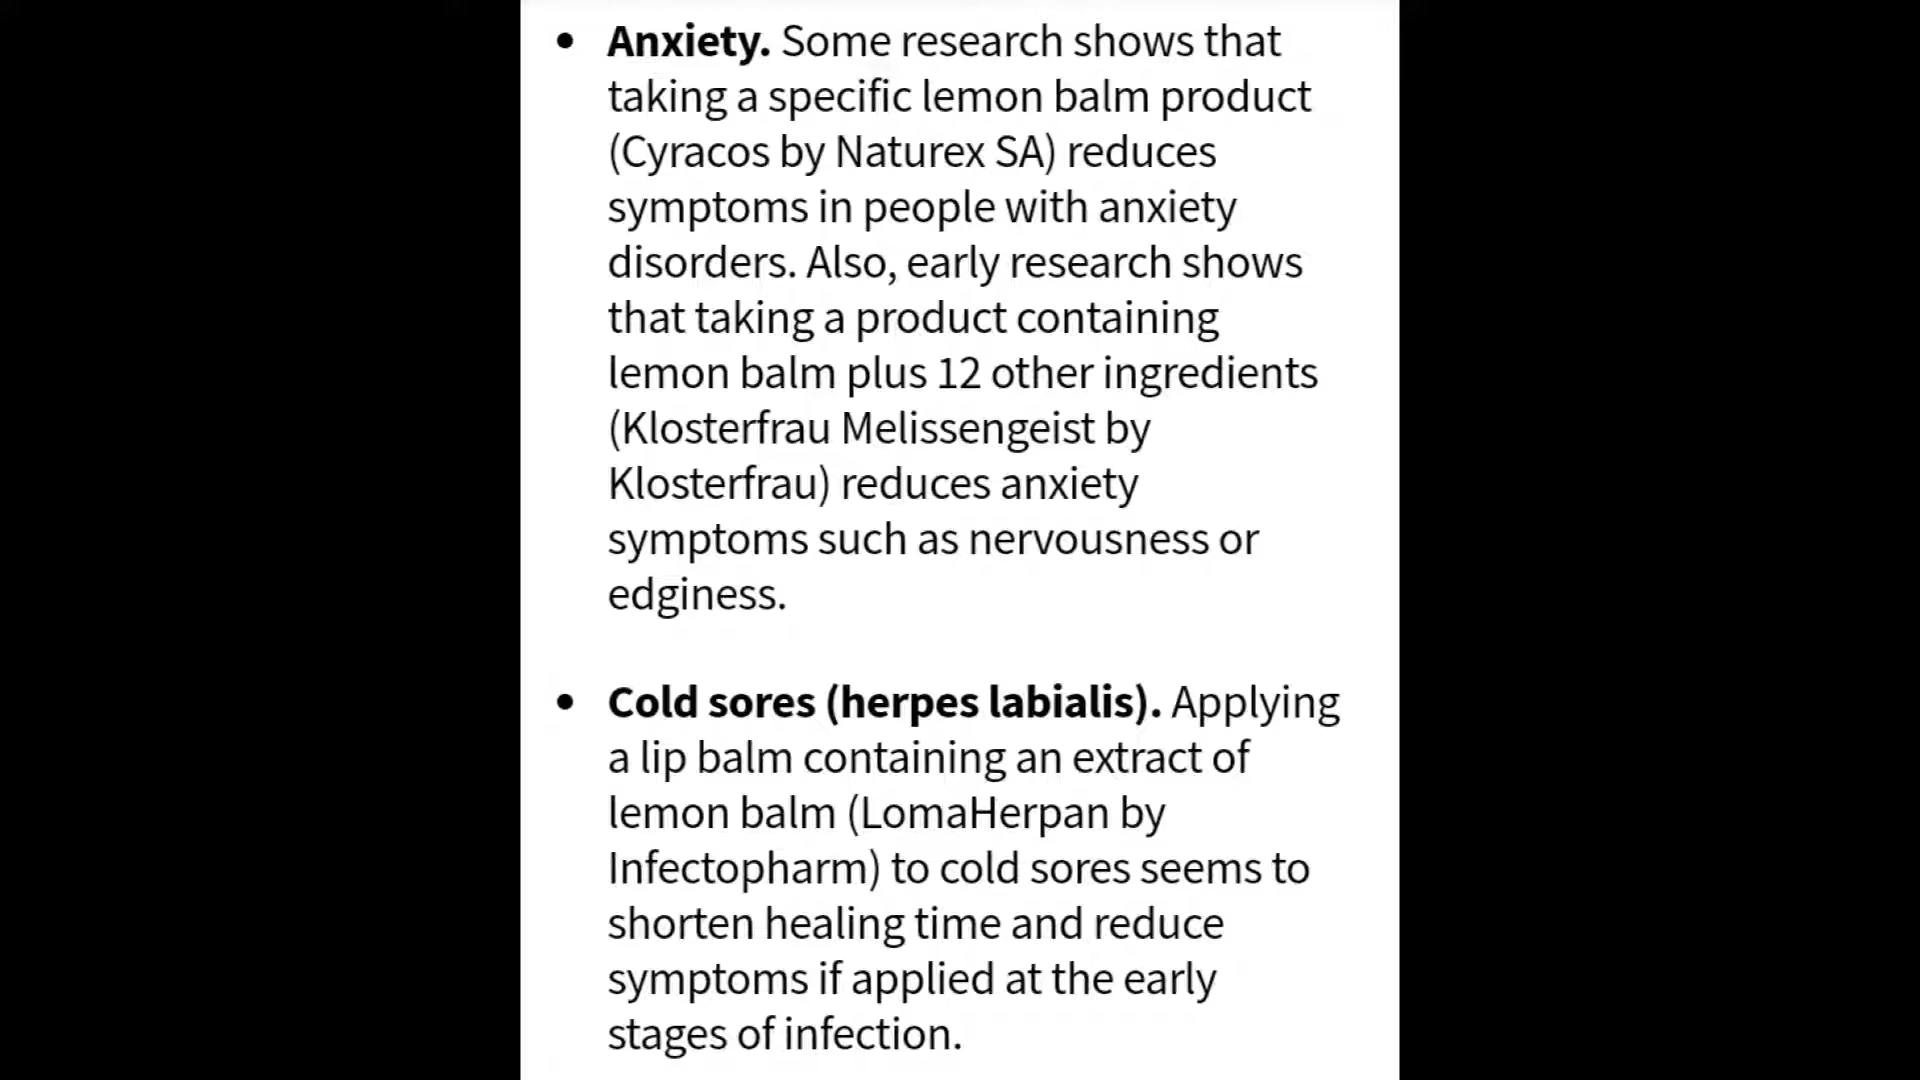 • Anxiety. Some research shows that
taking a specific lemon balm product
(Cyracos by Naturex SA) reduces
symptoms in people with anxiety
disorders. Also, early research shows
that taking a product containing
lemon balm plus 12 other ingredients
(Klosterfrau Melissengeist by
Klosterfrau) reduces anxiety
symptoms such as nervousness or
edginess.
• Cold sores (herpes labialis). Applying
a lip balm containing an extract of
lemon balm (LomaHerpan by
Infectopharm) to cold sores seems to
shorten healing time and reduce
symptoms if applied at the early
stages of infection.